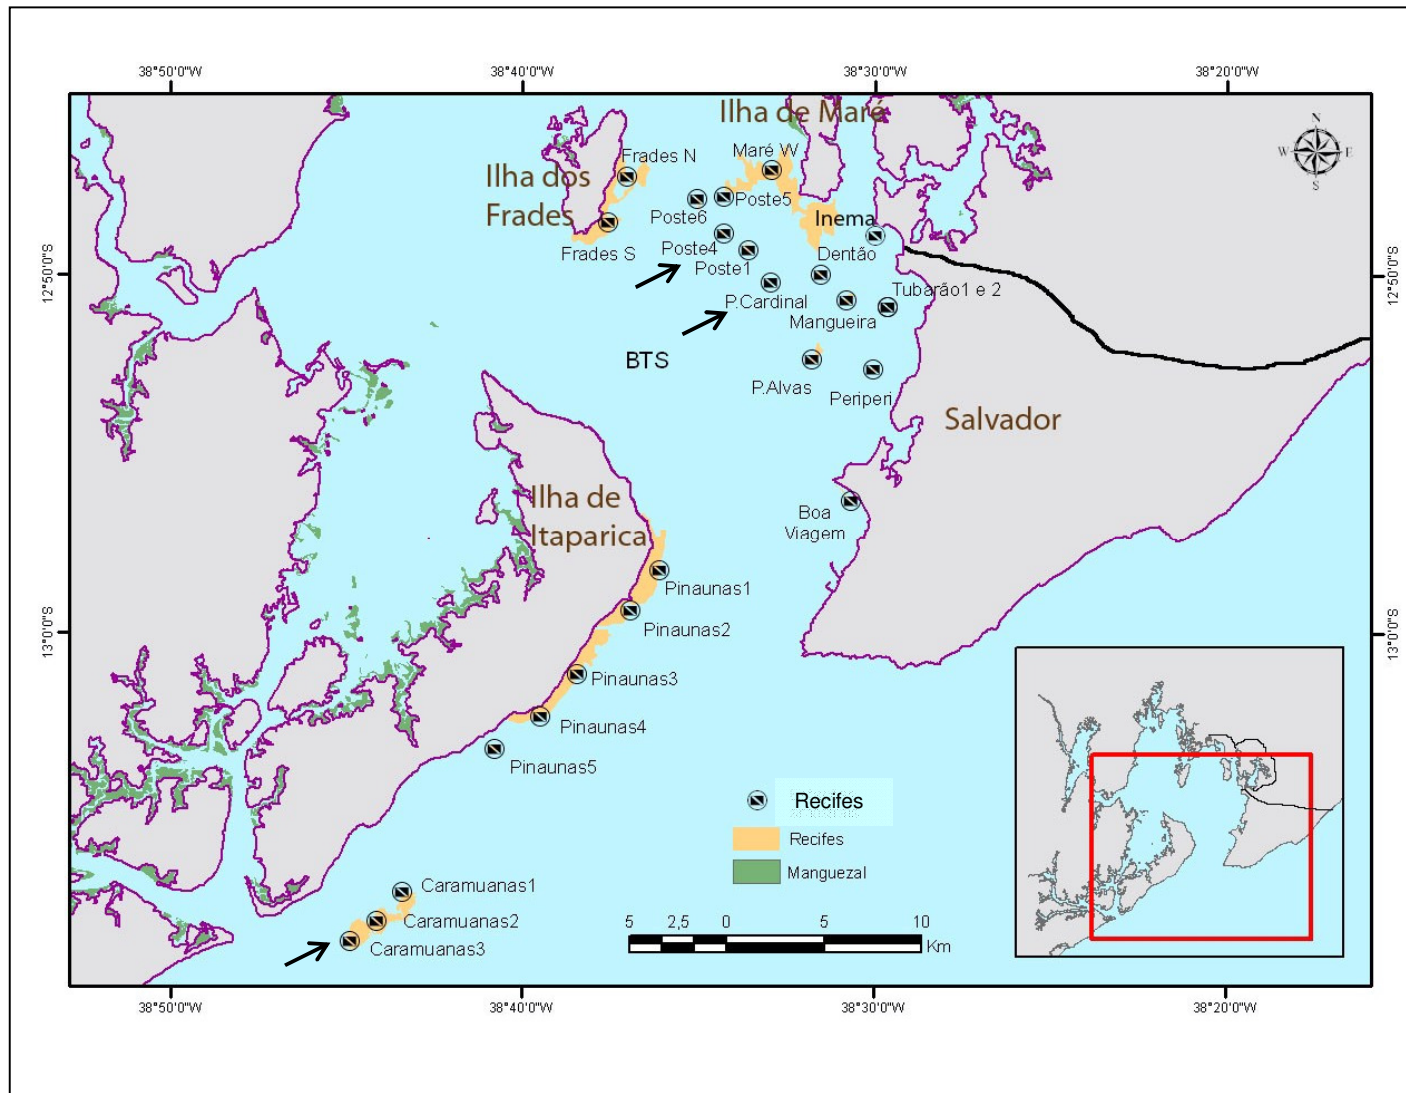 38°50'0"W
38°40'0"W
38°30'0"W
38°20'0"W
Ilha de Maré
N
W
E
S
Frades N
Maré W
Ilha dos
Frades
Poste6
Poste5
Inema
Frades S
Poste4
Poste1
Dentão
12°50'0"S
12°50'0"S
P.Cardinal
Tubarão1 e 2
Mangueira
BTS
P.Alvas
Periperi
Salvador
Ilha de
Itaparica
Boa
Viagem
Pinaunas1
13°0'0"S
13°0'0"S
Pinaunas2
Pinaunas3
Pinaunas4
Pinaunas5
Recifes
Recifes
Manguezal
Caramuanas1
Caramuanas2
Caramuanas3
5 2,5 0 5 10
Km
38°50'0"W
38°40'0"W
38°30'0"W
38°20'0"W